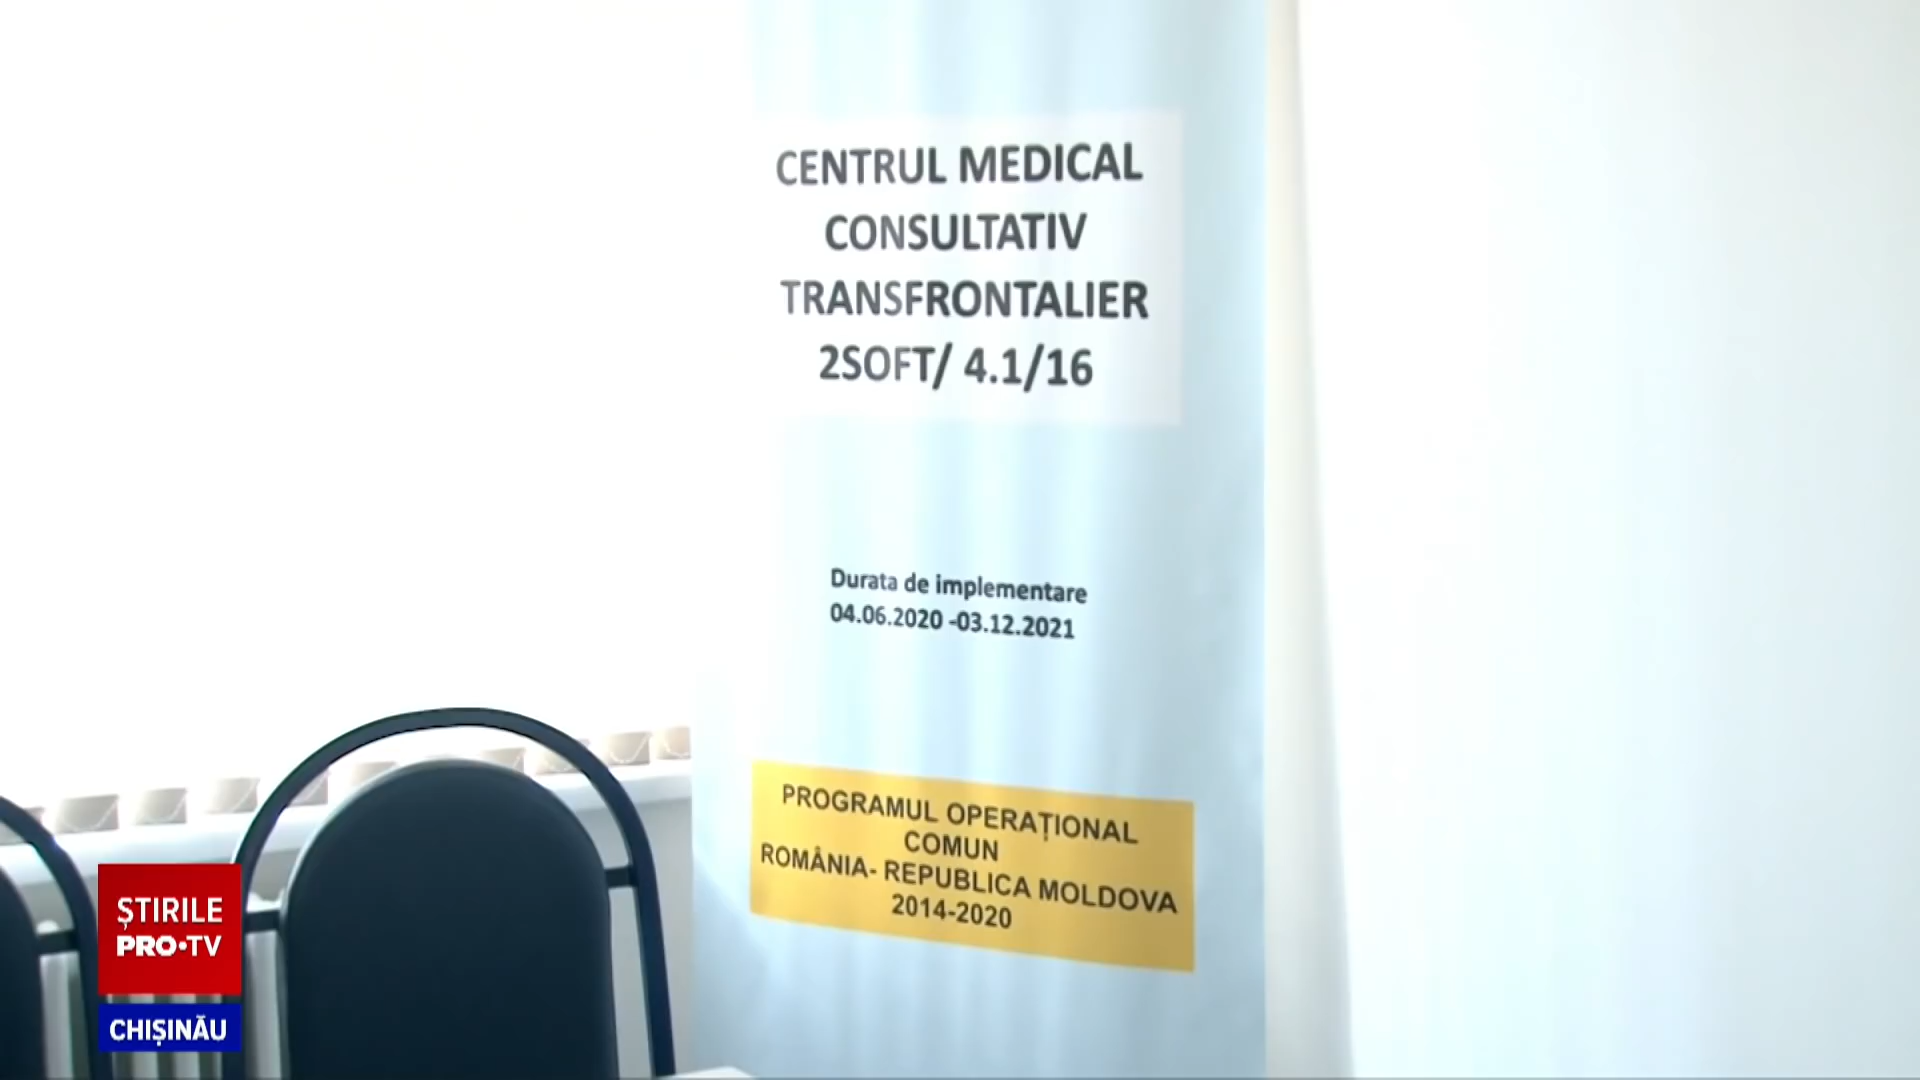 CENTRUL MEDICAL
CONSULTATIV
TRANSFRONTALIER
2SOFT/ 4.1/16
Durata de implementare
04.06.2020 -03.12.2021
PROGRAMUL OPERAȚIONAL
COMUN
ROMÂNIA- REPUBLICA MOLDOVA
2014-2020
ȘTIRILE
PRO•TV
CHIȘINĂU